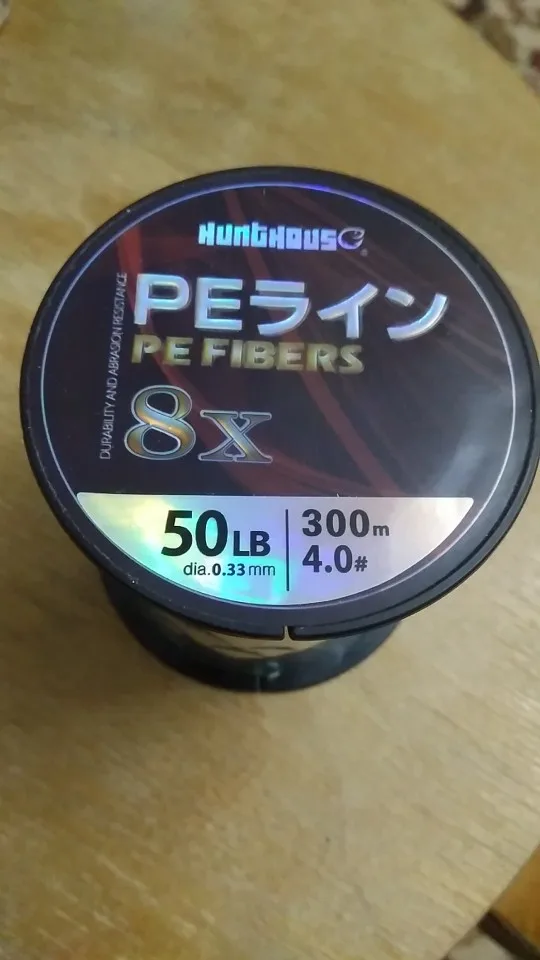 HUNTHOUSE®
PEライン
PE FIBERS
DURABILITY AND ABRASION RESISTANCE
8x
50LB
dia.0.33mm
300m
4.0#